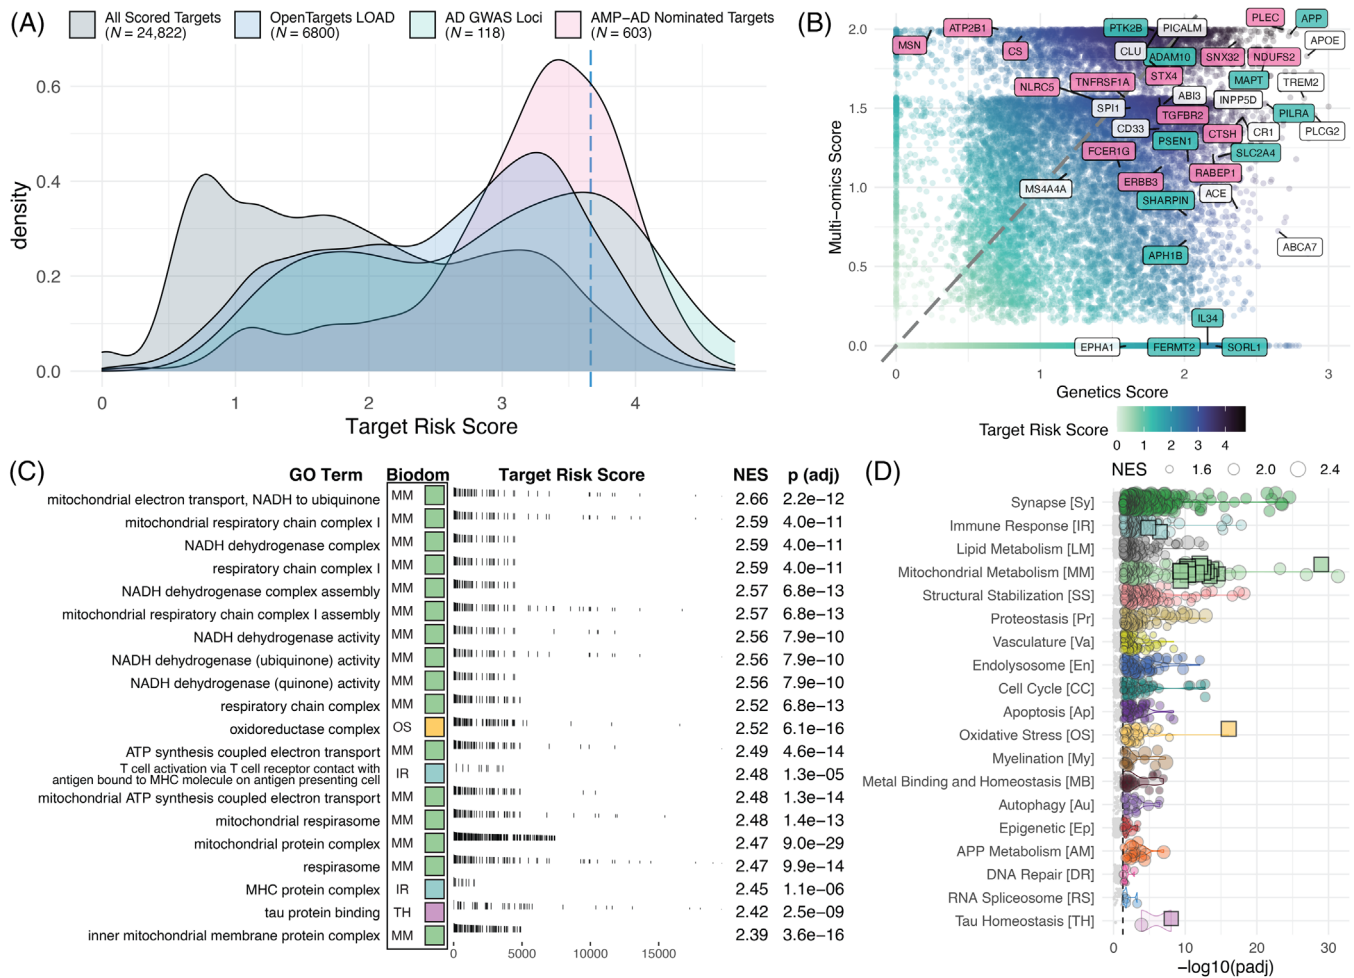 (A)
All Scored Targets
(N = 24,822)
OpenTargets LOAD
(N = 6800)
AD GWAS Loci
(N = 118)
AMP−AD Nominated Targets
(N = 603)
density
0.6
0.4
0.2
0.0
0 1 2 3 4
Target Risk Score
(B)
Multi−omics Score
2.0
1.5
1.0
0.5
0.0
MSN
ATP2B1
CS
PTK2B
PICALM
CLU
ADAM10
PLEC
APP
APOE
SNX32
NDUFS2
NLRC5
TNFRSF1A
STX4
MAPT
TREM2
SPI1
ABI3
INPP5D
TGFBR2
PILRA
CD33
CTSH
CR1
PLCG2
PSEN1
FCER1G
SLC2A4
MS4A4A
ERBB3
RABEP1
SHARPIN
ACE
APH1B
ABCA7
IL34
EPHA1
FERMT2
SORL1
0 1 2 3
Genetics Score
Target Risk Score
0 1 2 3 4
(C)
GO Term Biodom Target Risk Score NES p (adj)
mitochondrial electron transport, NADH to ubiquinone MM 2.66 2.2e−12
mitochondrial respiratory chain complex I MM 2.59 4.0e−11
NADH dehydrogenase complex MM 2.59 4.0e−11
respiratory chain complex I MM 2.59 4.0e−11
NADH dehydrogenase complex assembly MM 2.57 6.8e−13
mitochondrial respiratory chain complex I assembly MM 2.57 6.8e−13
NADH dehydrogenase activity MM 2.56 7.9e−10
NADH dehydrogenase (ubiquinone) activity MM 2.56 7.9e−10
NADH dehydrogenase (quinone) activity MM 2.56 7.9e−10
respiratory chain complex MM 2.52 6.8e−13
oxidoreductase complex OS 2.52 6.1e−16
ATP synthesis coupled electron transport MM 2.49 4.6e−14
T cell activation via T cell receptor contact with
antigen bound to MHC molecule on antigen presenting cell IR 2.48 1.3e−05
mitochondrial ATP synthesis coupled electron transport MM 2.48 1.3e−14
mitochondrial respirasome MM 2.48 1.4e−13
mitochondrial protein complex MM 2.47 9.0e−29
respirasome MM 2.47 9.9e−14
MHC protein complex IR 2.45 1.1e−06
tau protein binding TH 2.42 2.5e−09
inner mitochondrial membrane protein complex MM 2.39 3.6e−16
0 5000 10000 15000
(D)
NES 1.6 2.0 2.4
Synapse [Sy]
Immune Response [IR]
Lipid Metabolism [LM]
Mitochondrial Metabolism [MM]
Structural Stabilization [SS]
Proteostasis [Pr]
Vasculature [Va]
Endolysosome [En]
Cell Cycle [CC]
Apoptosis [Ap]
Oxidative Stress [OS]
Myelination [My]
Metal Binding and Homeostasis [MB]
Autophagy [Au]
Epigenetic [Ep]
APP Metabolism [AM]
DNA Repair [DR]
RNA Spliceosome [RS]
Tau Homeostasis [TH]
0 10 20 30
−log10(padj)